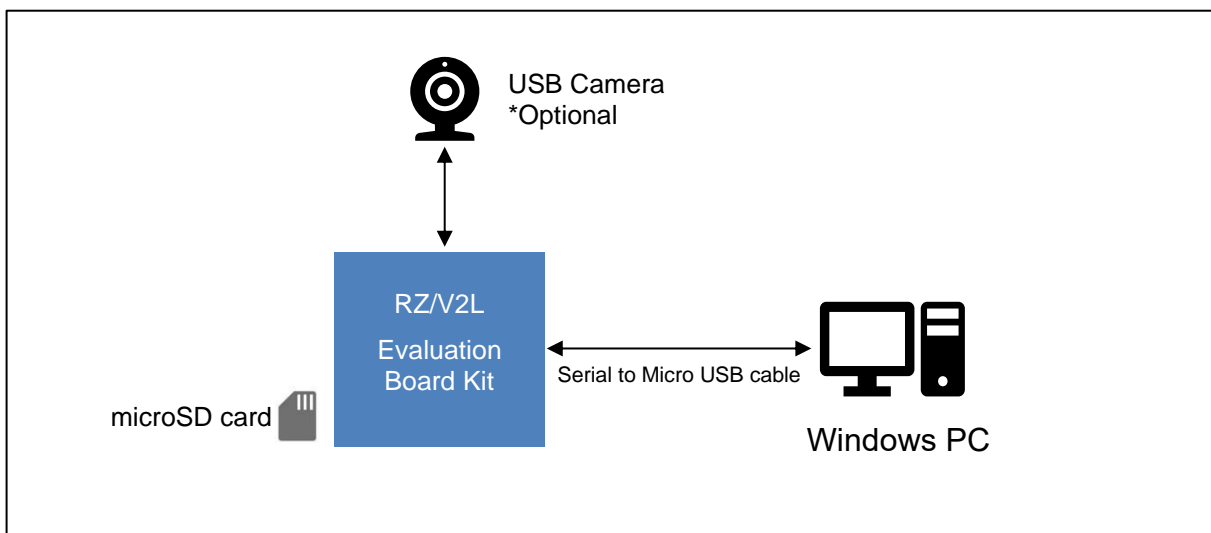 USB Camera
*Optional
RZ/V2L
Evaluation
Board Kit
Serial to Micro USB cable
microSD card
Windows PC